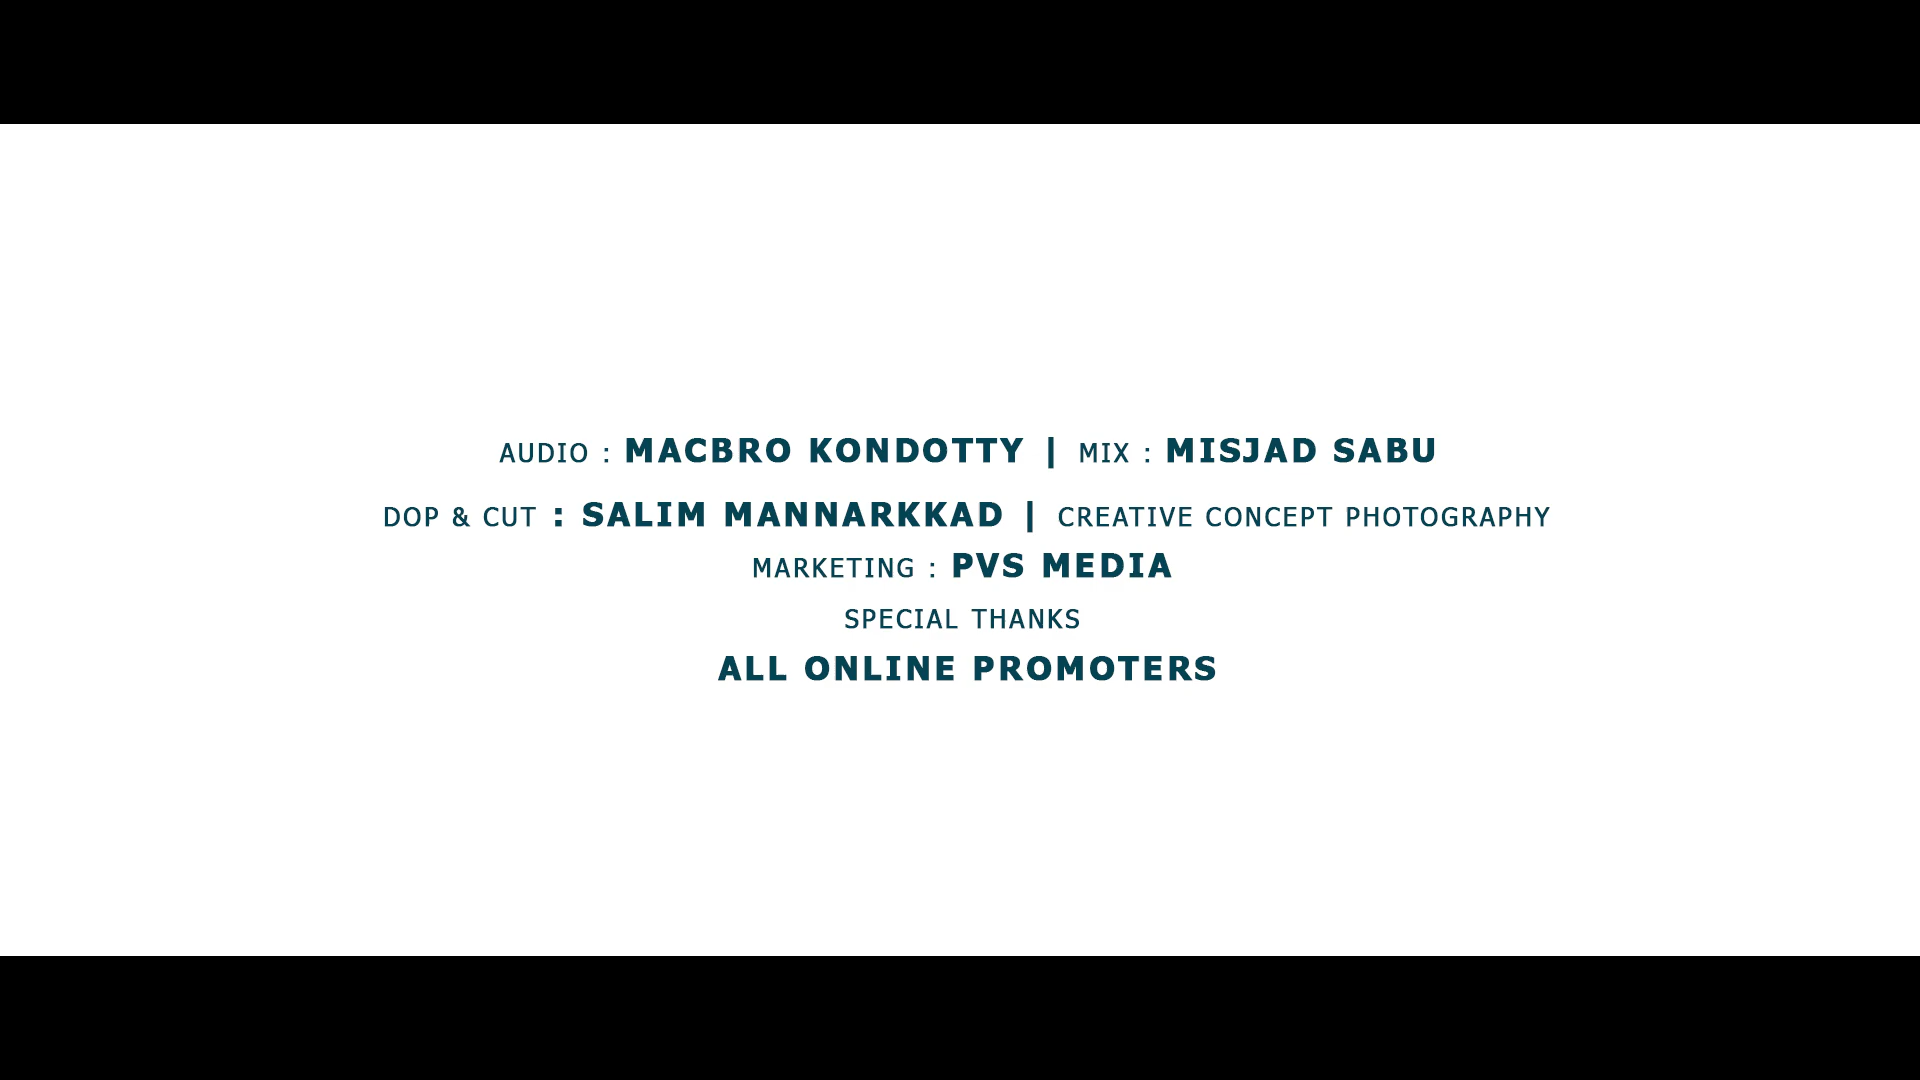 AUDIO : MACBRO KONDOTTY | MIX : MISJAD SABU
DOP & CUT : SALIM MANNARKKAD | CREATIVE CONCEPT PHOTOGRAPHY
MARKETING : PVS MEDIA
SPECIAL THANKS
ALL ONLINE PROMOTERS